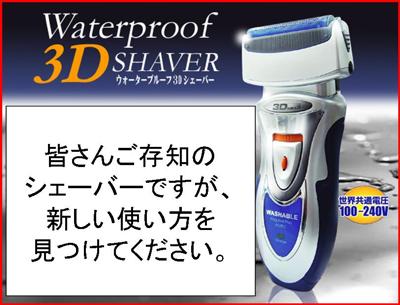 Waterproof
3D SHAVER
ウォータープルーフ3Dシェーバー
皆さんご存知の
シェーバーですが、
新しい使い方を
見つけてください。
3D
WASHABLE
世界共通電圧
100-240V